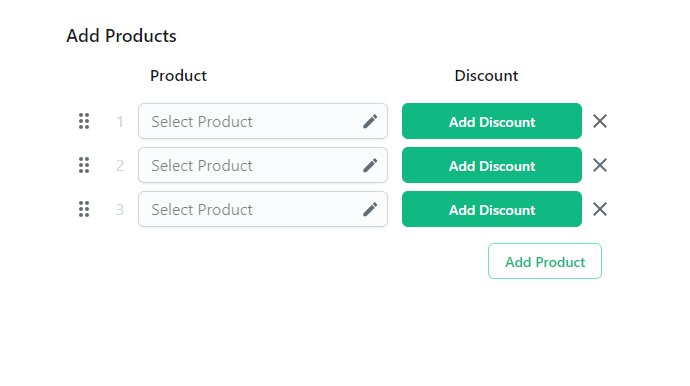 Add Products
Product Discount
1 Select Product Add Discount
2 Select Product Add Discount
3 Select Product Add Discount
Add Product